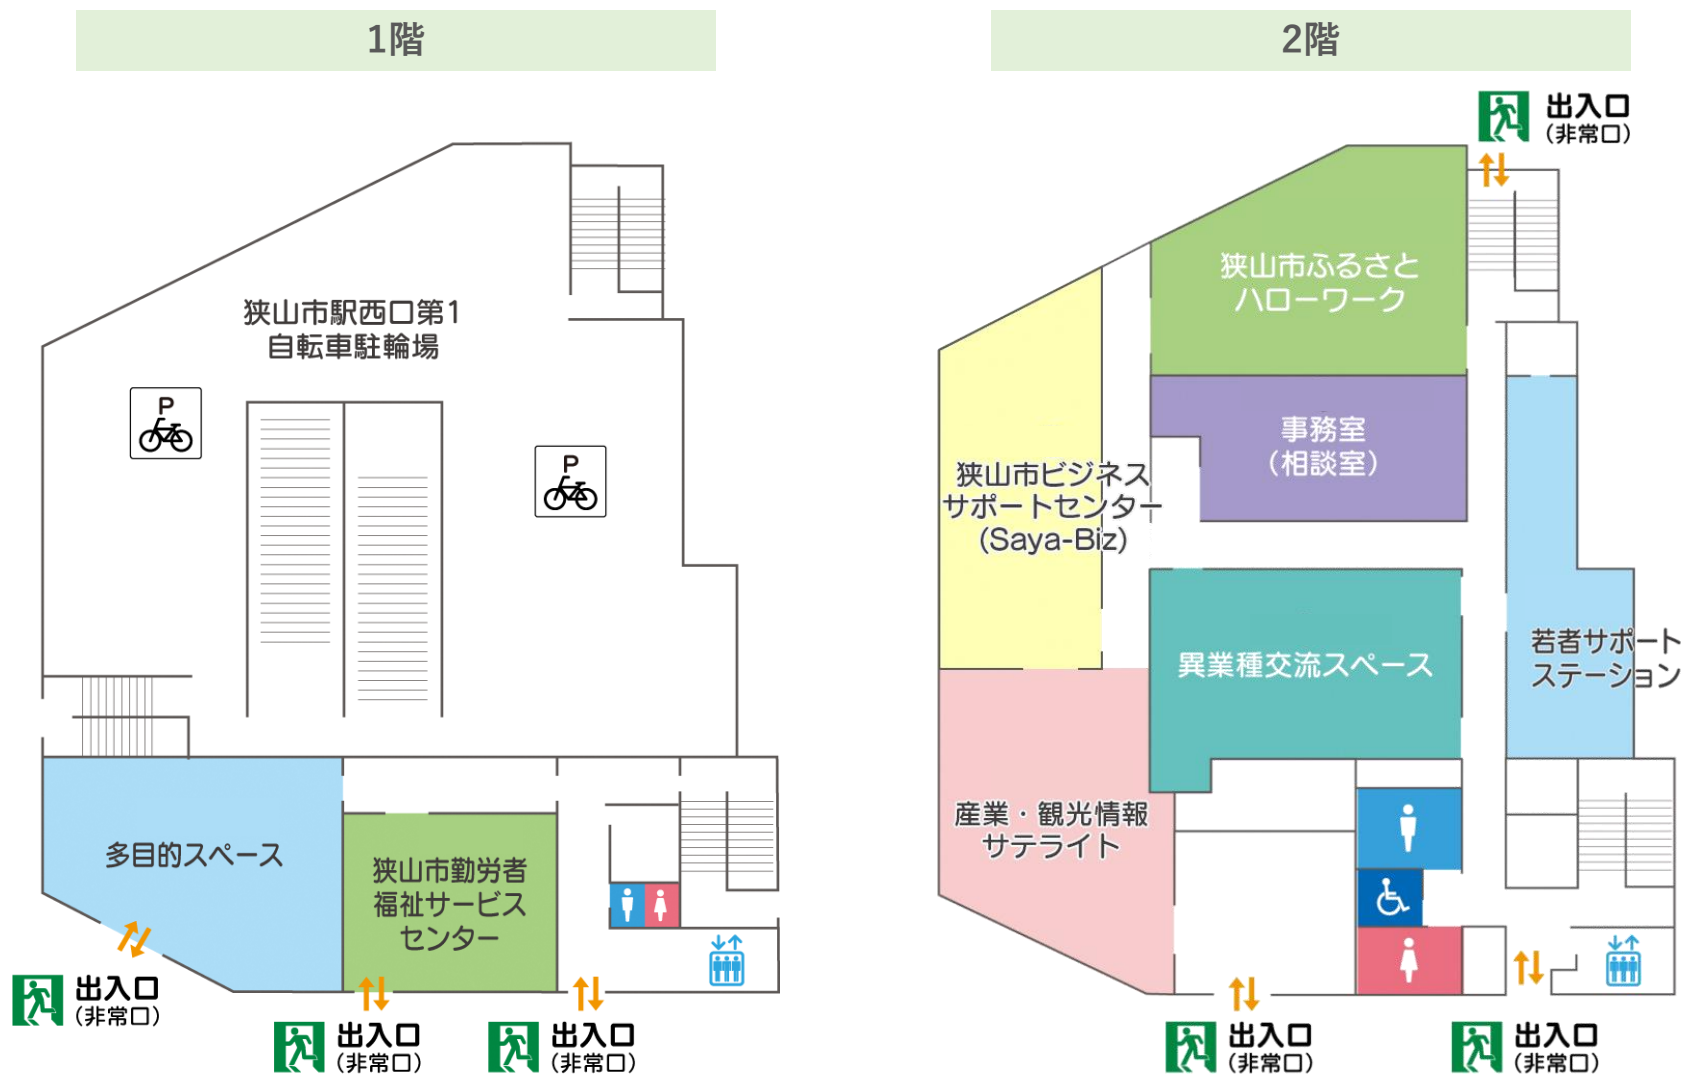 1階
狭山市駅西口第1
自転車駐輪場
P
P
多目的スペース
狭山市勤労者
福祉サービス
センター
出入口
(非常口)
出入口
(非常口)
出入口
(非常口)
2階
出入口
(非常口)
狭山市ふるさと
ハローワーク
事務室
(相談室)
狭山市ビジネス
サポートセンター
(Saya-Biz)
異業種交流スペース
若者サポート
ステーション
産業・観光情報
サテライト
出入口
(非常口)
出入口
(非常口)